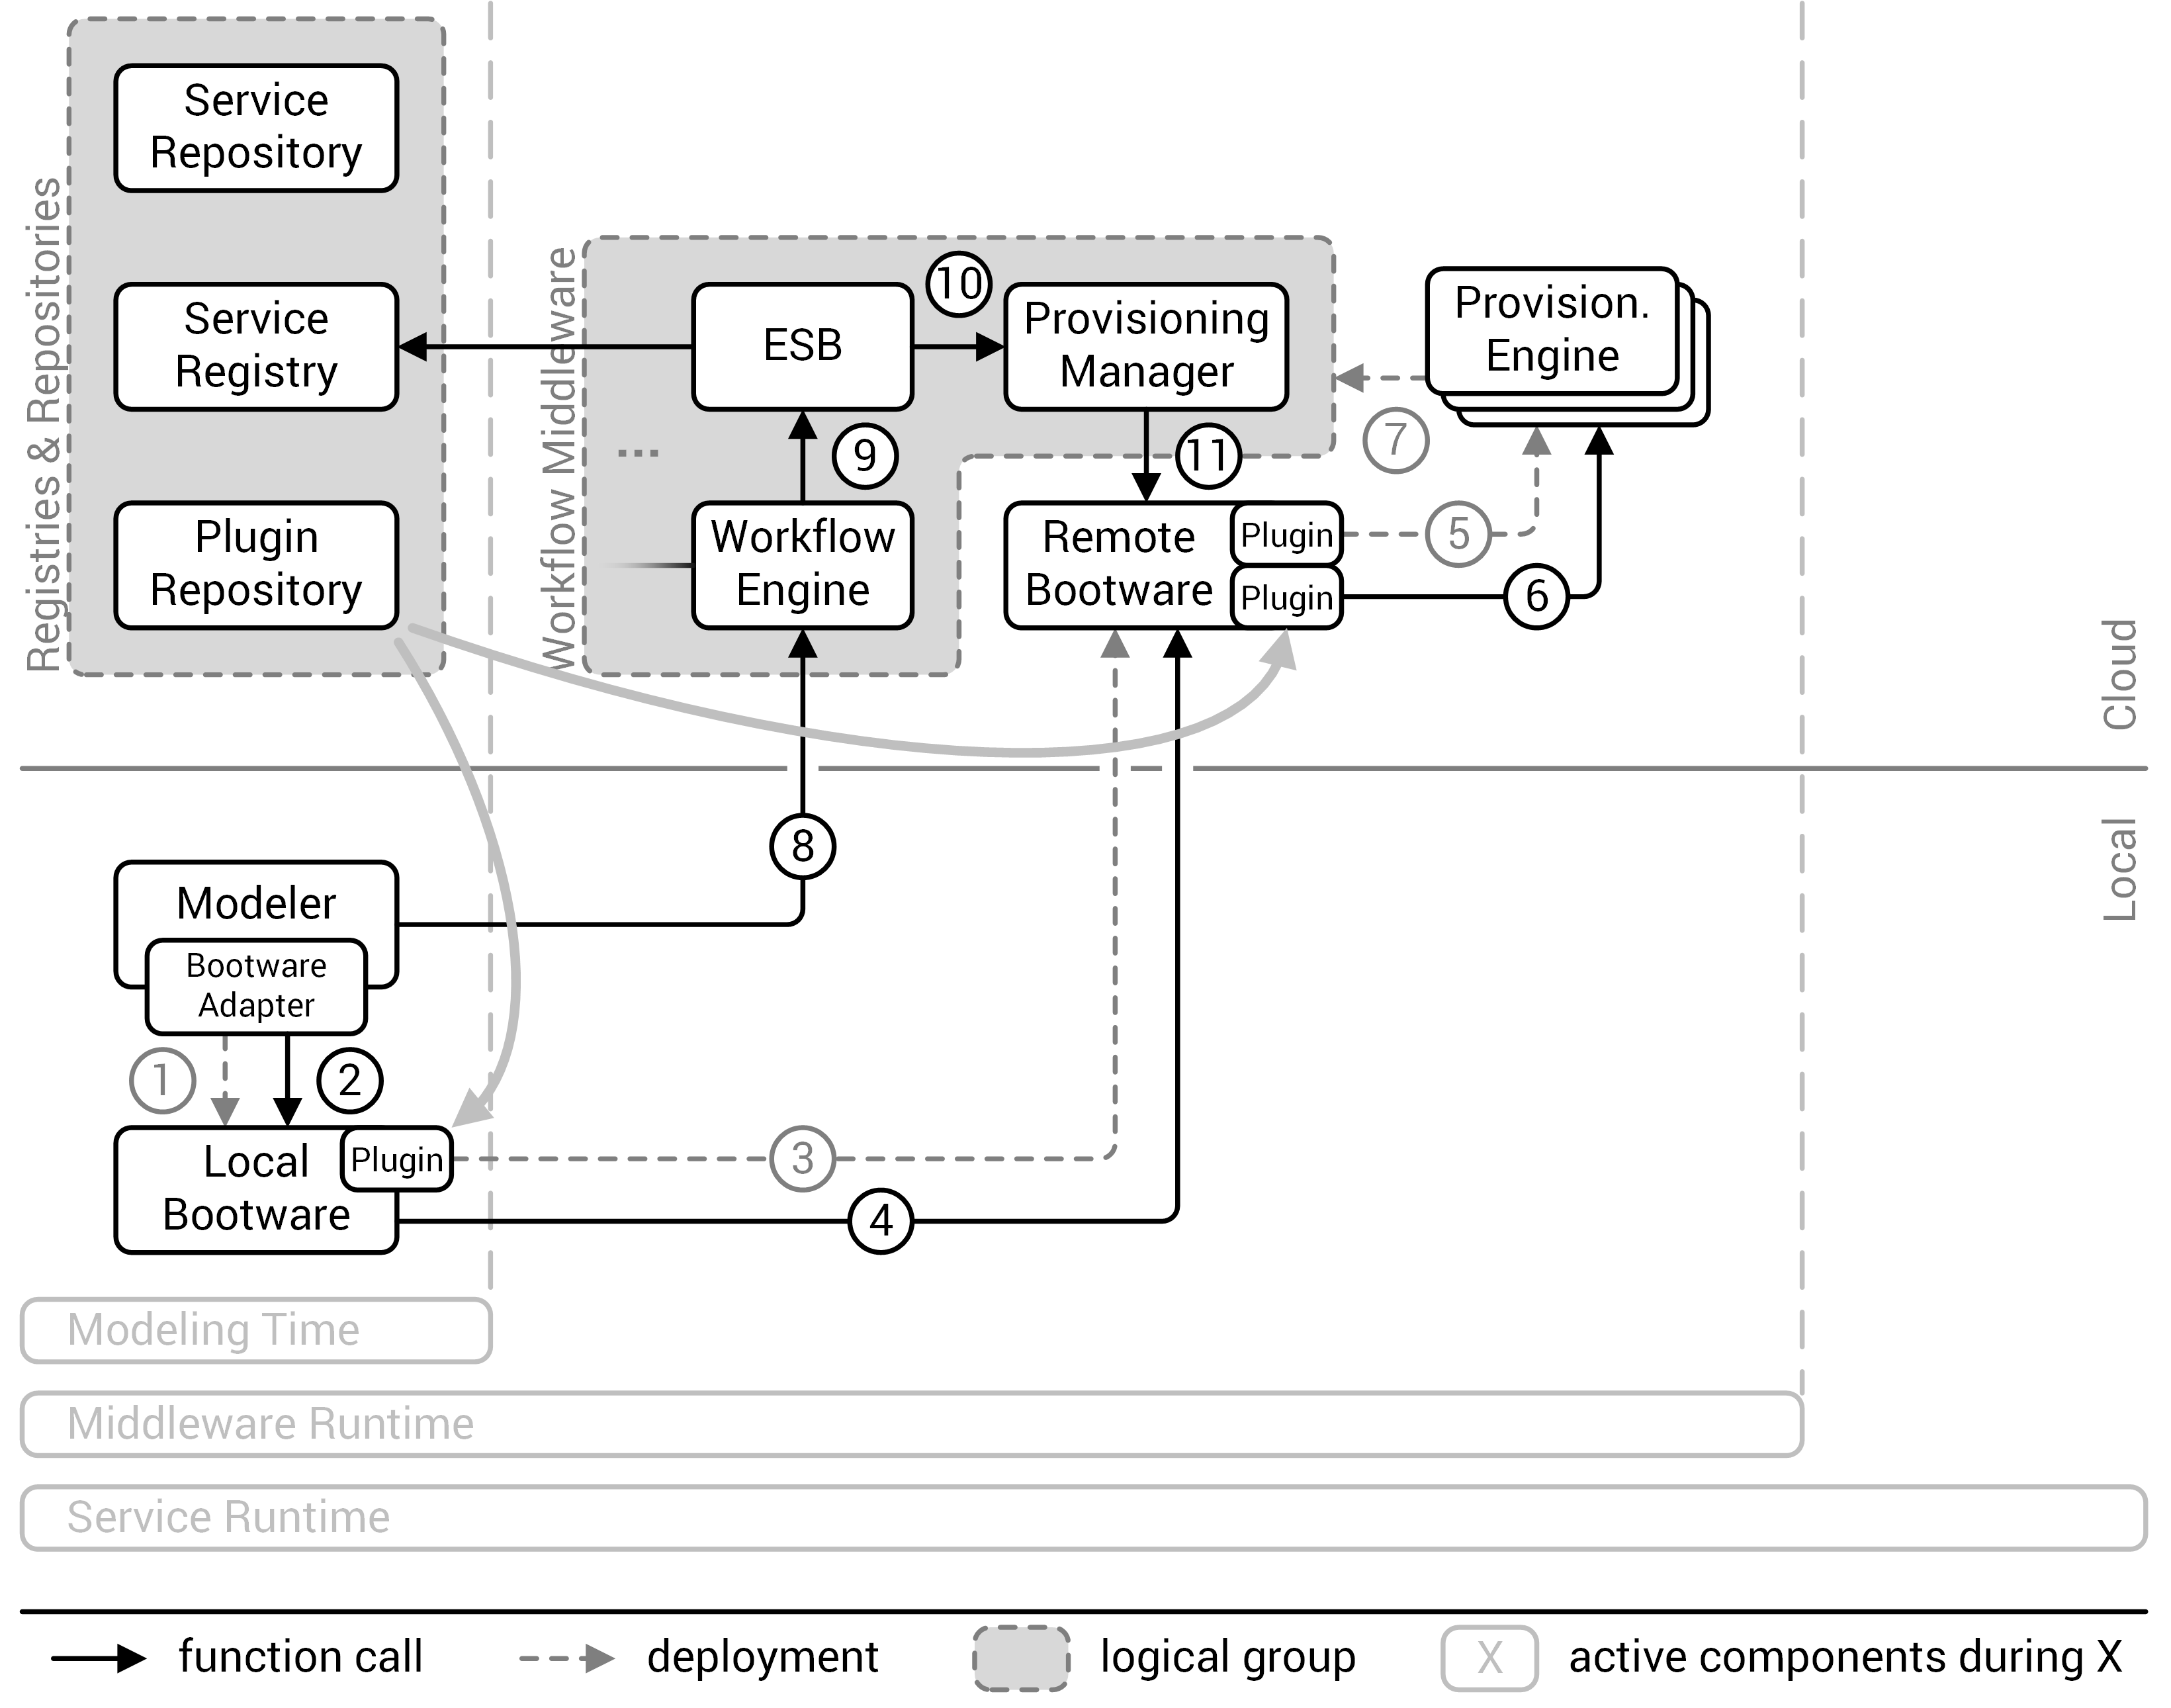 Registries & Repositories
Service
Repository
Service
Registry
Plugin
Repository
Workflow Middleware
ESB
10
Provisioning
Manager
Provision.
Engine
...
9
11
7
Workflow
Engine
Remote
Bootware
Plugin
Plugin
5
6
Cloud
Local
8
Modeler
Bootware
Adapter
1
2
Local
Bootware
Plugin
3
4
Modeling Time
Middleware Runtime
Service Runtime
function call
deployment
logical group
X
active components during X